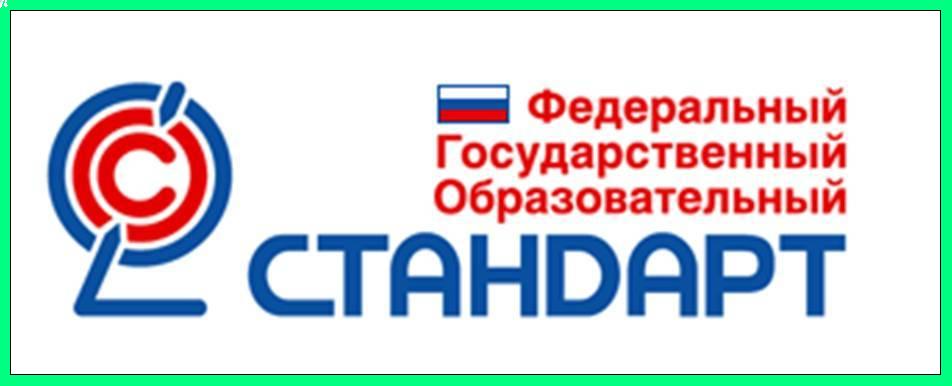 Федеральный
Государственный
Образовательный
СТАНДАРТ